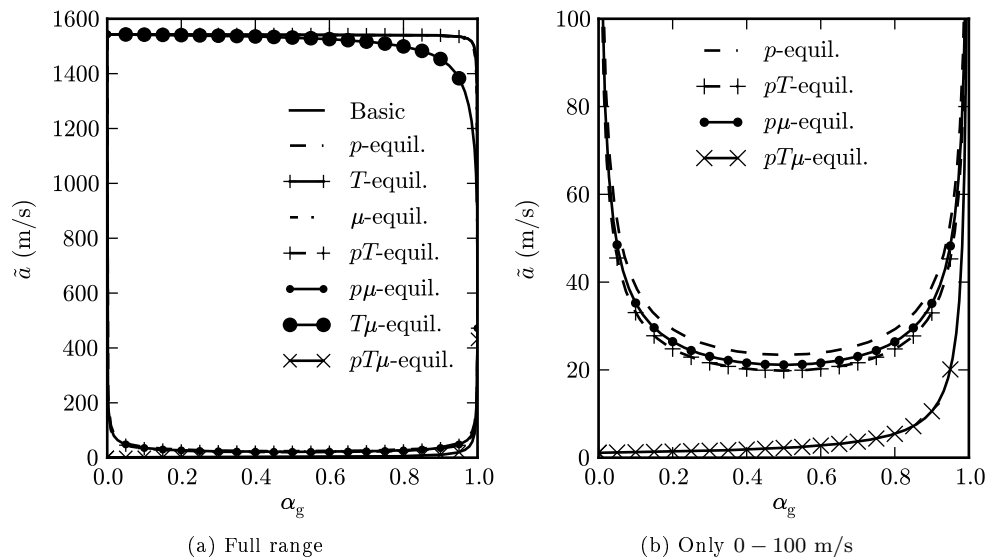 1600
1400
1200
1000
800
600
400
200
0
ã (m/s)
0.0 0.2 0.4 0.6 0.8 1.0
α_g
Basic
p-equil.
T-equil.
μ-equil.
pT-equil.
pμ-equil.
Tμ-equil.
pTμ-equil.
(a) Full range
100
80
60
40
20
0
ã (m/s)
0.0 0.2 0.4 0.6 0.8 1.0
α_g
p-equil.
pT-equil.
pμ-equil.
pTμ-equil.
(b) Only 0 – 100 m/s